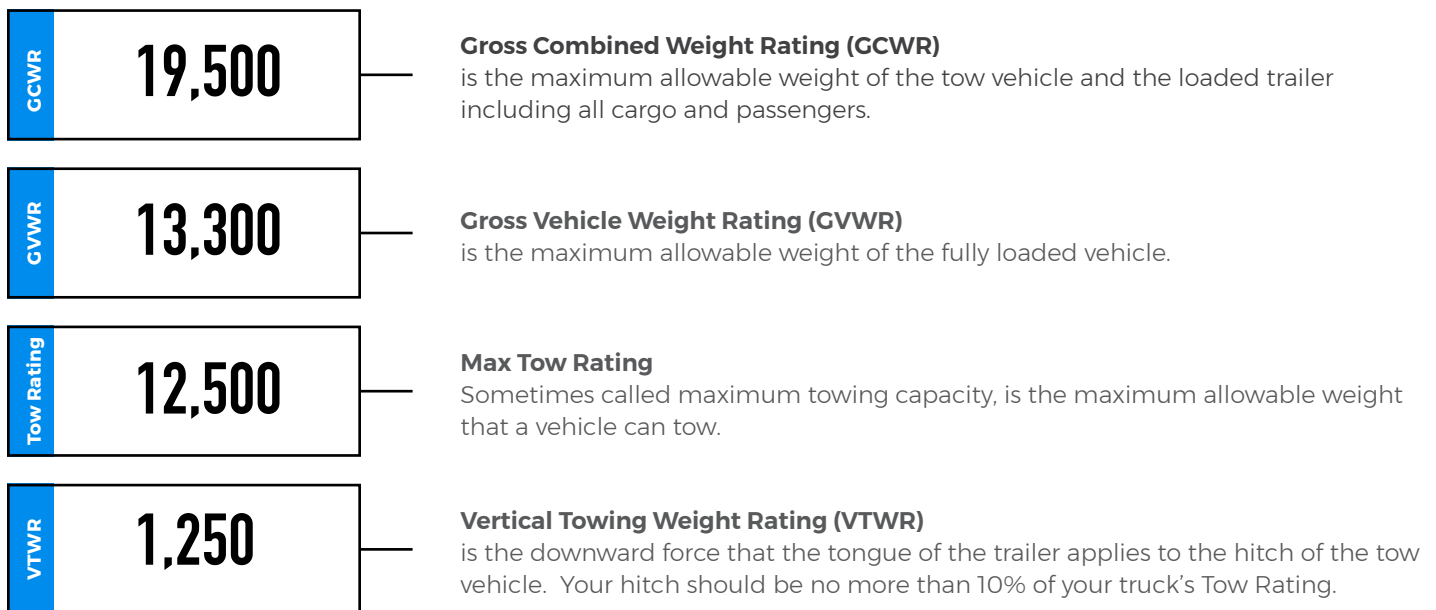 GCWR
19,500
Gross Combined Weight Rating (GCWR)
is the maximum allowable weight of the tow vehicle and the loaded trailer
including all cargo and passengers.
GVWR
13,300
Gross Vehicle Weight Rating (GVWR)
is the maximum allowable weight of the fully loaded vehicle.
Tow Rating
12,500
Max Tow Rating
Sometimes called maximum towing capacity, is the maximum allowable weight
that a vehicle can tow.
VTWR
1,250
Vertical Towing Weight Rating (VTWR)
is the downward force that the tongue of the trailer applies to the hitch of the tow
vehicle.  Your hitch should be no more than 10% of your truck's Tow Rating.